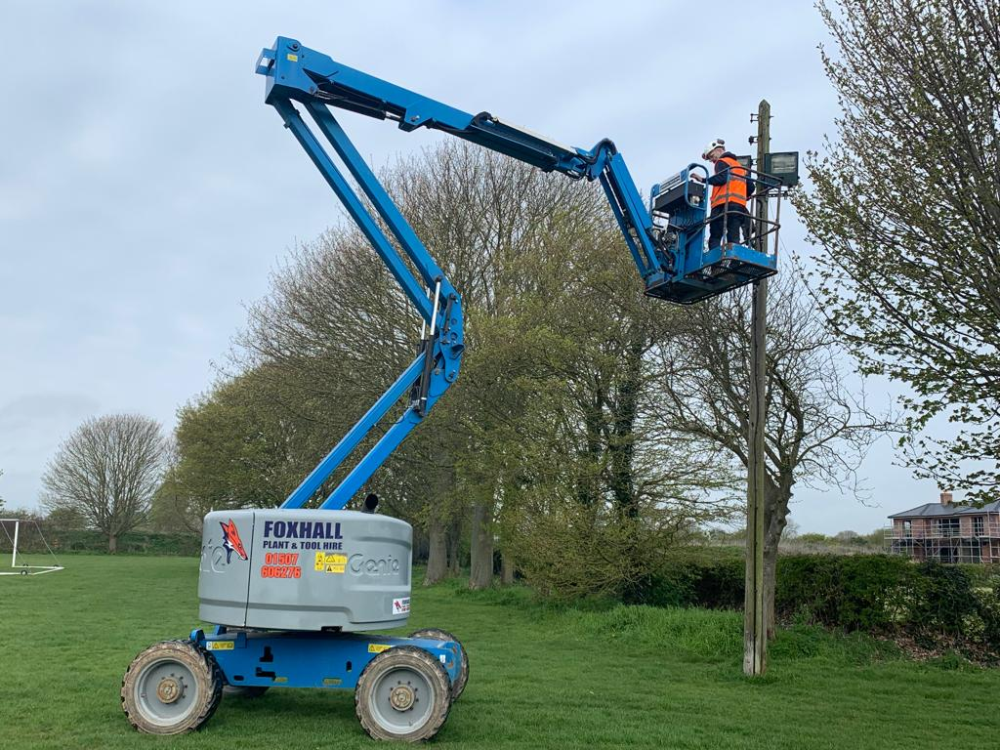 FOXHALL
PLANT & TOOL HIRE
01507
606276
Genie